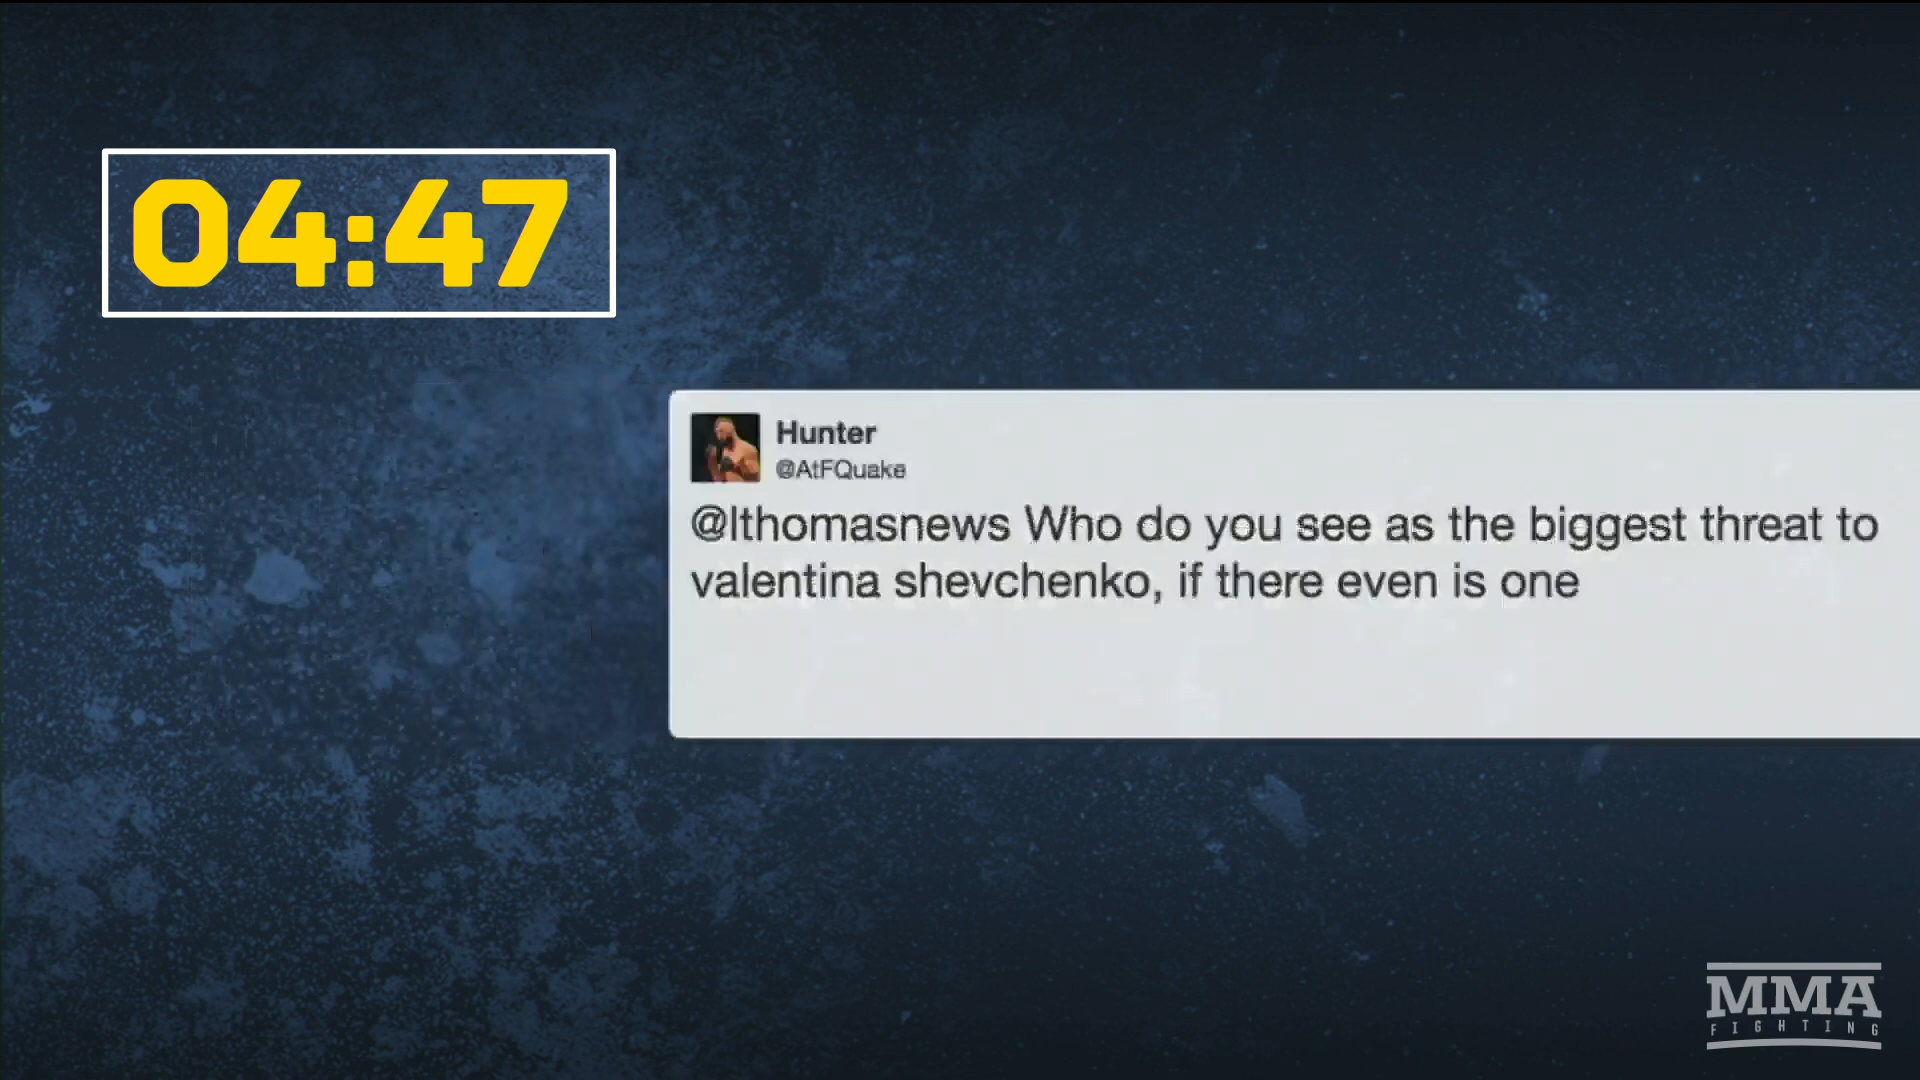 04:47
Hunter
@AtFQuake
@lthomasnews Who do you see as the biggest threat to
valentina shevchenko, if there even is one
MMA
FIGHTING